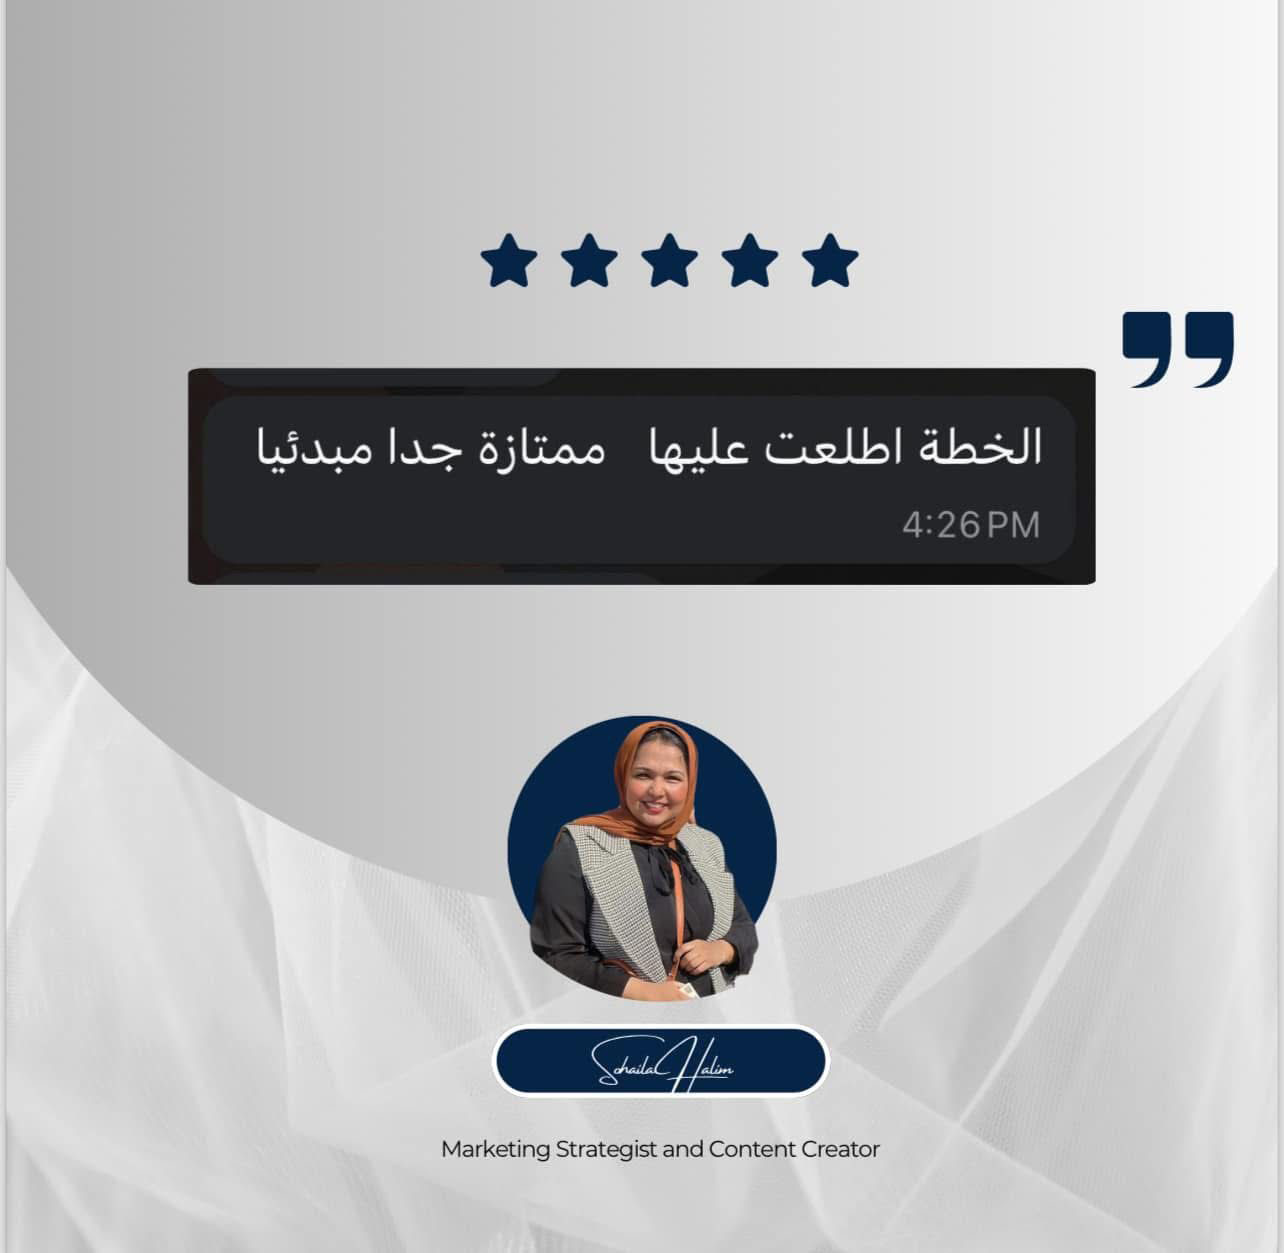 الخطة اطلعت عليها ممتازة جدا مبدئيا
4:26 PM
Sohaila Halim
Marketing Strategist and Content Creator